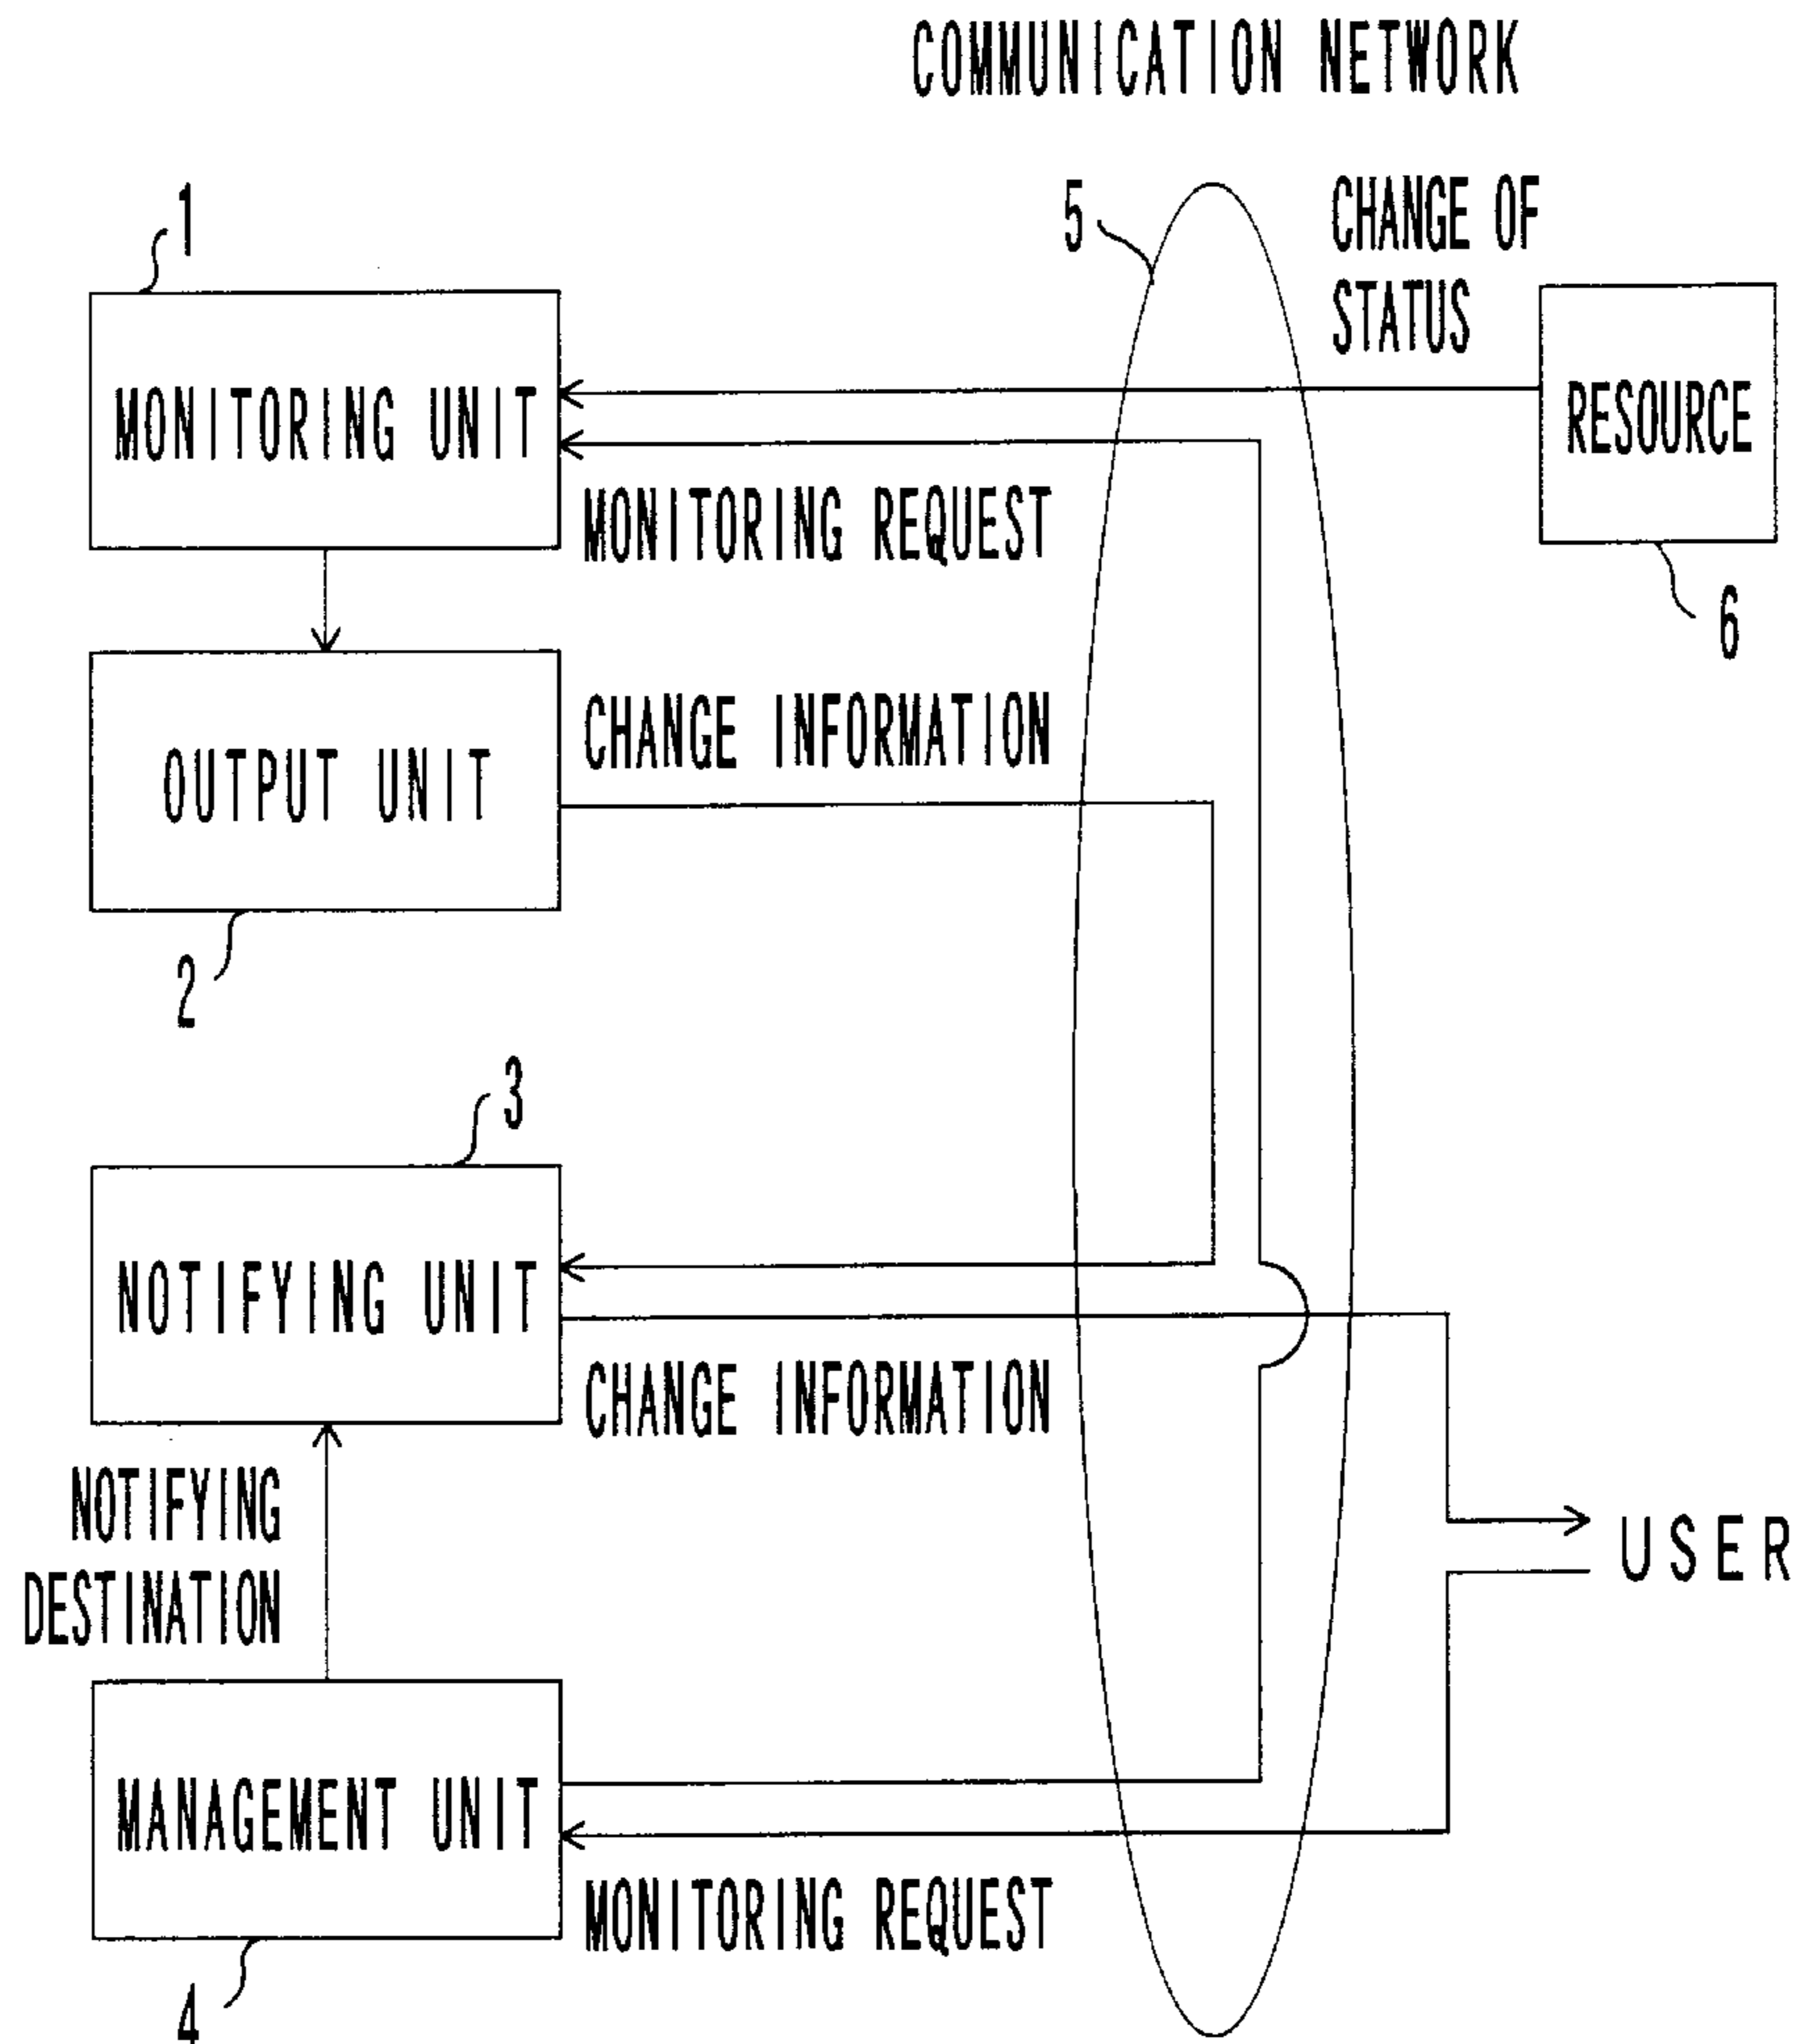 COMMUNICATION NETWORK
1
5
CHANGE OF
STATUS
MONITORING UNIT
RESOURCE
MONITORING REQUEST
6
CHANGE INFORMATION
OUTPUT UNIT
2
3
NOTIFYING UNIT
CHANGE INFORMATION
NOTIFYING
DESTINATION
USER
MANAGEMENT UNIT
MONITORING REQUEST
4